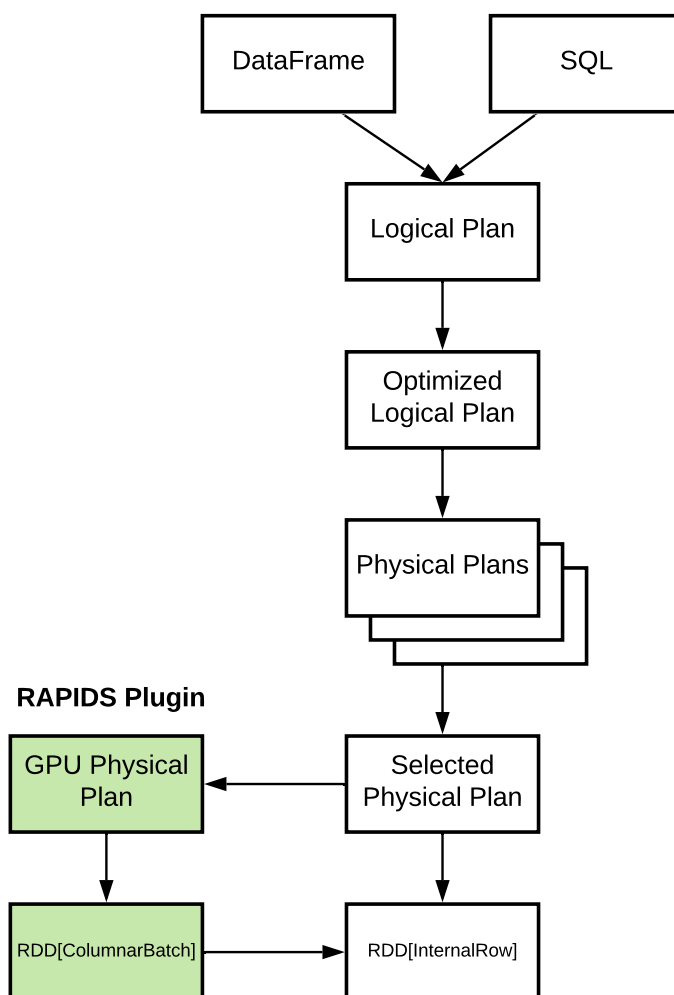 DataFrame
SQL
Logical Plan
Optimized
Logical Plan
Physical Plans
RAPIDS Plugin
GPU Physical
Plan
Selected
Physical Plan
RDD[ColumnarBatch]
RDD[InternalRow]